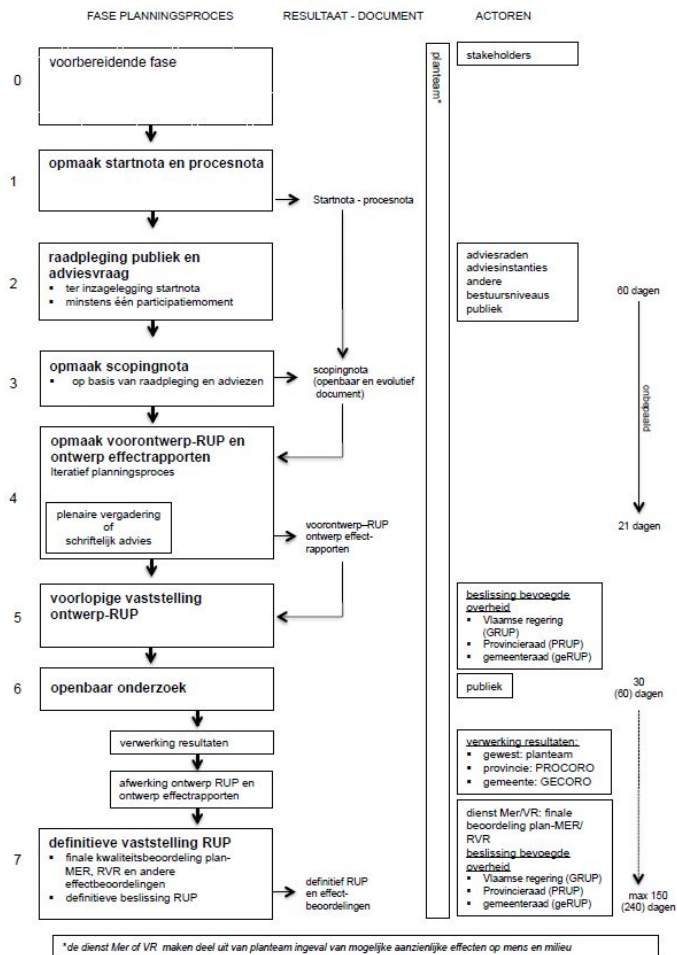 FASE PLANNINGSPROCES
RESULTAAT - DOCUMENT
ACTOREN
planteam*
0
voorbereidende fase
stakeholders
1
opmaak startnota en procesnota
Startnota - procesnota
2
raadpleging publiek en
adviesvraag
▪ ter inzagelegging startnota
▪ minstens één participatiemoment
adviesraden
adviesinstanties
andere
bestuursniveaus
publiek
60 dagen
onbepaald
3
opmaak scopingnota
▪ op basis van raadpleging en adviezen
scopingnota
(openbaar en evolutief
document)
4
opmaak voorontwerp-RUP en
ontwerp effectrapporten
Iteratief planningsproces
plenaire vergadering
of
schriftelijk advies
voorontwerp–RUP
ontwerp effect-
rapporten
21 dagen
5
voorlopige vaststelling
ontwerp-RUP
beslissing bevoegde
overheid
▪ Vlaamse regering
(GRUP)
▪ Provincieraad (PRUP)
▪ gemeenteraad (geRUP)
6
openbaar onderzoek
publiek
30
(60) dagen
verwerking resultaten
verwerking resultaten:
▪ gewest: planteam
▪ provincie: PROCORO
▪ gemeente: GECORO
afwerking ontwerp RUP en
ontwerp effectrapporten
7
definitieve vaststelling RUP
▪ finale kwaliteitsbeoordeling plan-
MER, RVR en andere
effectbeoordelingen
▪ definitieve beslissing RUP
definitief RUP
en effect-
beoordelingen
dienst Mer/VR: finale
beoordeling plan-MER/
RVR
beslissing bevoegde
overheid
▪ Vlaamse regering (GRUP)
▪ Provincieraad (PRUP)
▪ gemeenteraad (geRUP)
max 150
(240) dagen
*de dienst Mer of VR maken deel uit van planteam ingeval van mogelijke aanzienlijke effecten op mens en milieu